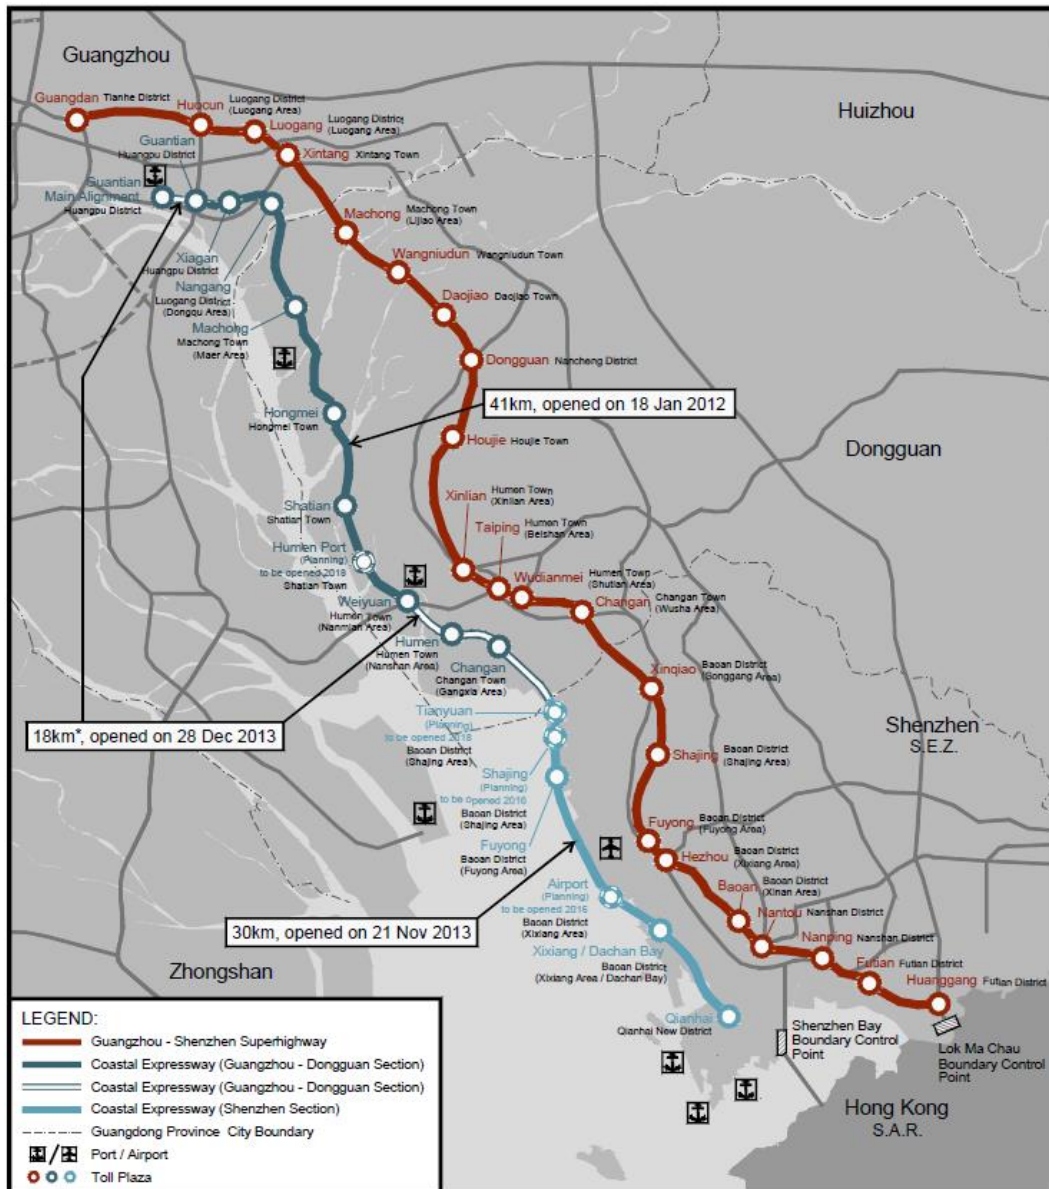 Guangzhou
Guangdan Tianhe District
Huocun
Luogang District
(Luogang Area)
Luogang
Luogang District
(Luogang Area)
Huizhou
Guantian
Huangpu District
Xintang Xintang Town
Guantian
Main Alignment
Huangpu District
Machong
Machong Town
(Lijiao Area)
Xiagan
Huangpu District
Wangniudun Wangniudun Town
Nangang
Luogang District
(Dongqu Area)
Daojiao Daojiao Town
Machong
Machong Town
(Maer Area)
Dongguan Nancheng District
41km, opened on 18 Jan 2012
Hongmei
Hongmei Town
Houjie Houjie Town
Dongguan
Xinlian
Humen Town
(Xinlian Area)
Shatian
Shatian Town
Taiping
Humen Town
(Beishan Area)
Humen Port
(Planning)
to be opened 2018
Shatian Town
Wudianmei
Humen Town
(Shutian Area)
Weiyuan
Humen Town
(Nanmian Area)
Changan
Changan Town
(Wusha Area)
Humen
Humen Town
(Nanshan Area)
Changan
Changan Town
(Gangxia Area)
Xinqiao
Baoan District
(Songgang Area)
Tianyuan
(Planning)
to be opened 2018
Baoan District
(Shajing Area)
18km*, opened on 28 Dec 2013
Shenzhen
S.E.Z.
Shajing
Baoan District
(Shajing Area)
Shajing
(Planning)
to be opened 2016
Baoan District
(Shajing Area)
Fuyong
Baoan District
(Fuyong Area)
Fuyong
Baoan District
(Fuyong Area)
Hezhou
Baoan District
(Xixiang Area)
Airport
(Planning)
to be opened 2016
Baoan District
(Xixiang Area)
Baoan
Baoan District
(Xinan Area)
Nantou Nanshan District
30km, opened on 21 Nov 2013
Nanping Nanshan District
Xixiang / Dachan Bay
Baoan District
(Xixiang Area / Dachan Bay)
Futian Futian District
Zhongshan
Huanggang Futian District
Qianhai
Qianhai New District
Shenzhen Bay
Boundary Control
Point
Lok Ma Chau
Boundary Control
Point
Hong Kong
S.A.R.
LEGEND:
Guangzhou - Shenzhen Superhighway
Coastal Expressway (Guangzhou - Dongguan Section)
Coastal Expressway (Guangzhou - Dongguan Section)
Coastal Expressway (Shenzhen Section)
Guangdong Province City Boundary
/
Port / Airport
Toll Plaza